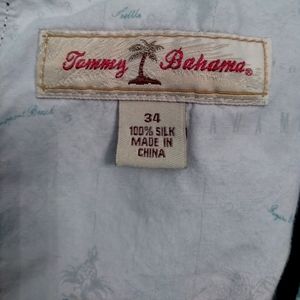 Tommy Bahama®
34
100% SILK
MADE IN
CHINA